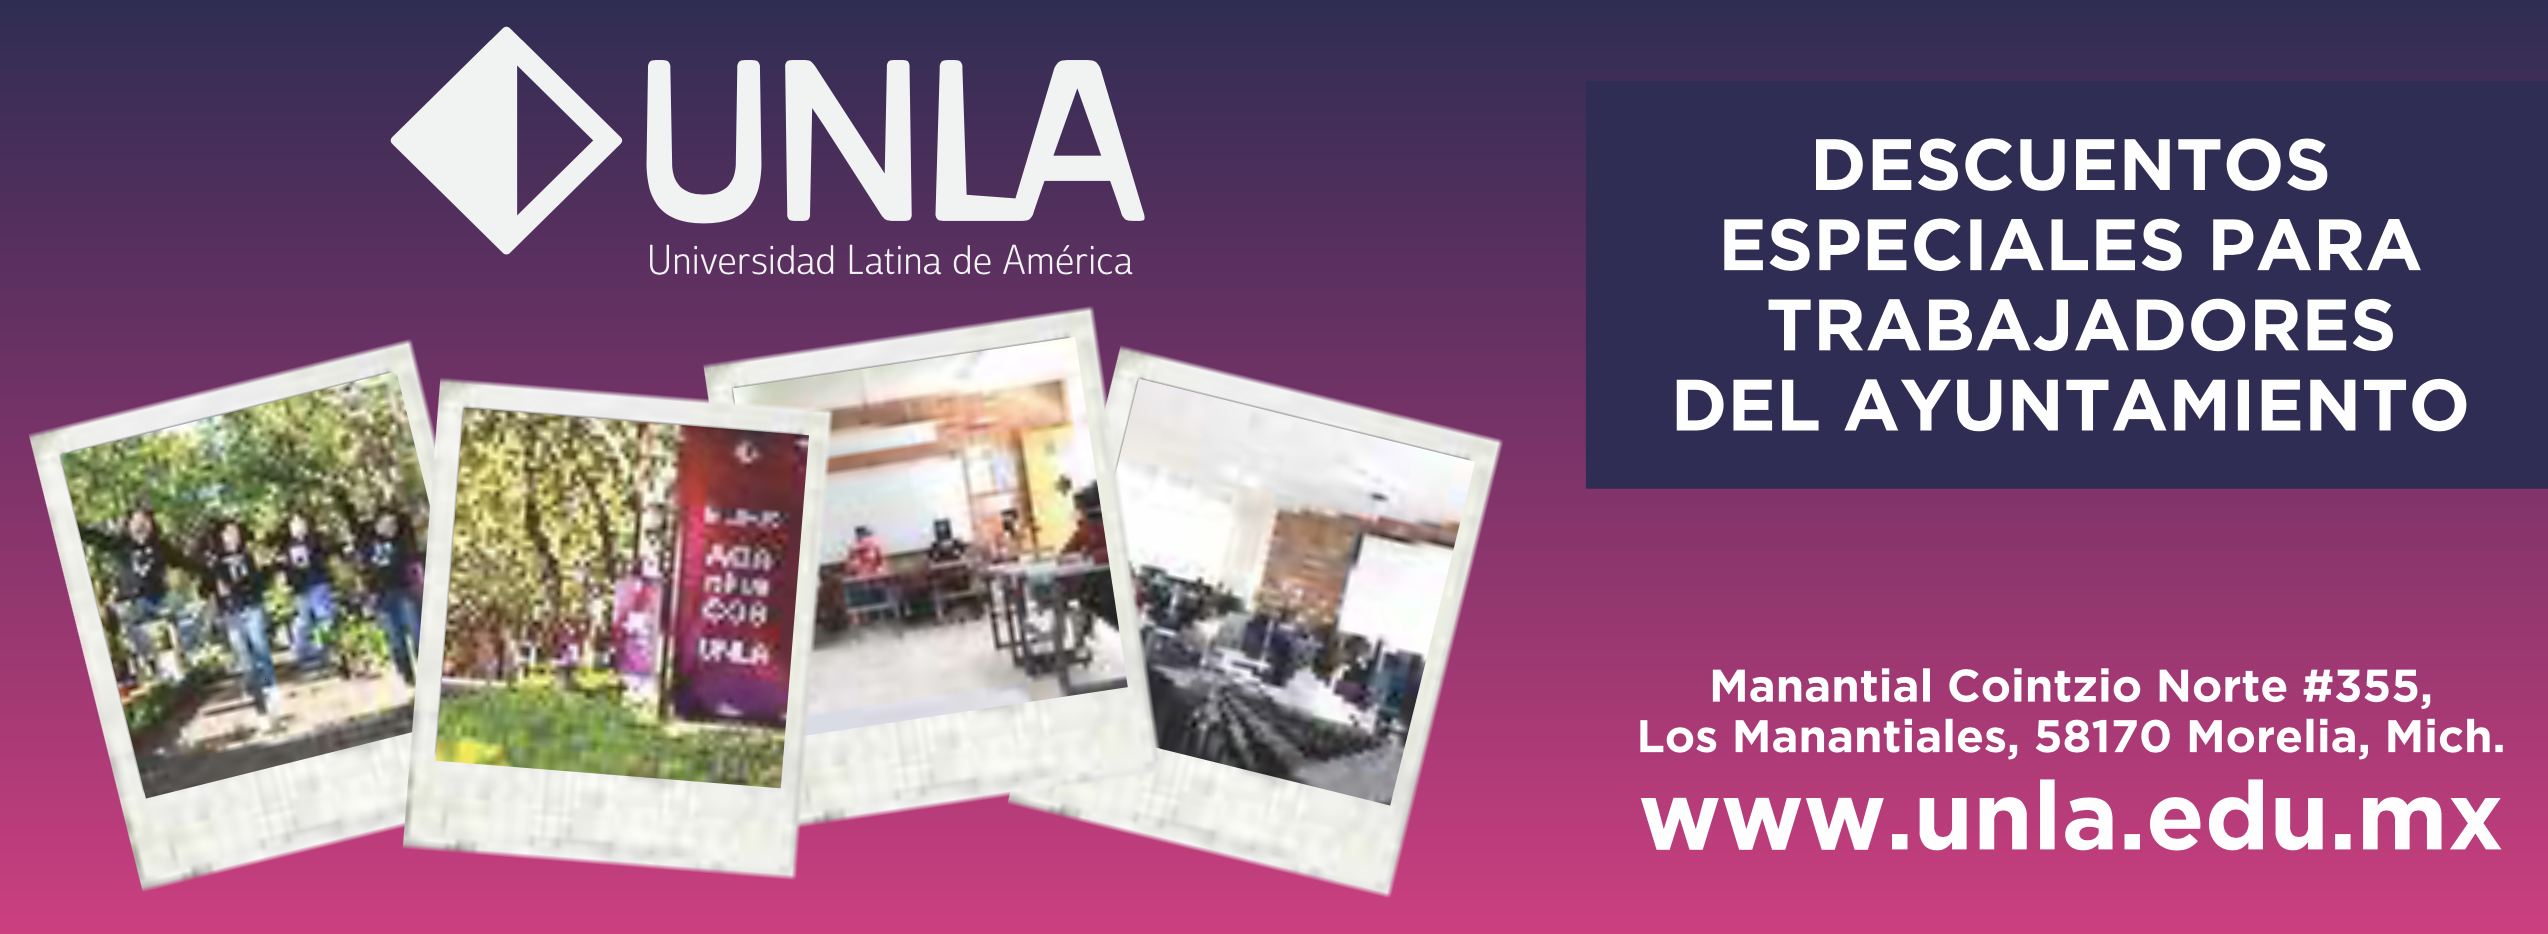 UNLA
Universidad Latina de América
DESCUENTOS
ESPECIALES PARA
TRABAJADORES
DEL AYUNTAMIENTO
UNLA
Manantial Cointzio Norte #355,
Los Manantiales, 58170 Morelia, Mich.
www.unla.edu.mx